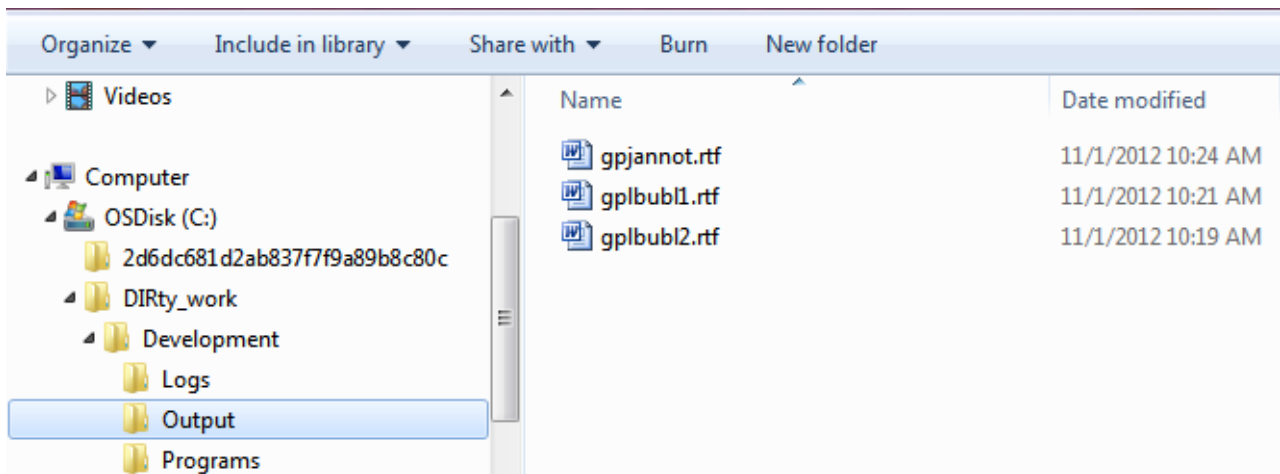 Organize Include in library Share with Burn New folder
Videos
Computer
OSDisk (C:)
2d6dc681d2ab837f7f9a89b8c80c
DIRty_work
Development
Logs
Output
Programs
Name Date modified
gpjannot.rtf 11/1/2012 10:24 AM
gplbubl1.rtf 11/1/2012 10:21 AM
gplbubl2.rtf 11/1/2012 10:19 AM